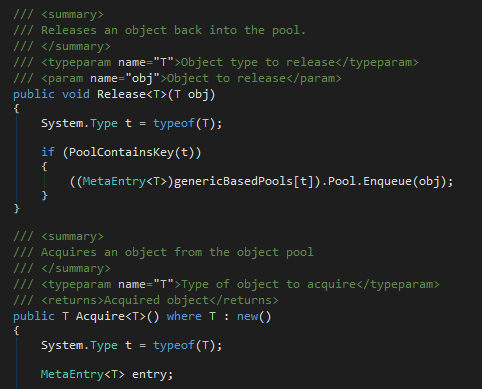 /// <summary>
/// Releases an object back into the pool.
/// </summary>
/// <typeparam name="T">Object type to release</typeparam>
/// <param name="obj">Object to release</param>
public void Release<T>(T obj)
{
System.Type t = typeof(T);
if (PoolContainsKey(t))
{
((MetaEntry<T>)genericBasedPools[t]).Pool.Enqueue(obj);
}
}
/// <summary>
/// Acquires an object from the object pool
/// </summary>
/// <typeparam name="T">Type of object to acquire</typeparam>
/// <returns>Acquired object</returns>
public T Acquire<T>() where T : new()
{
System.Type t = typeof(T);
MetaEntry<T> entry;